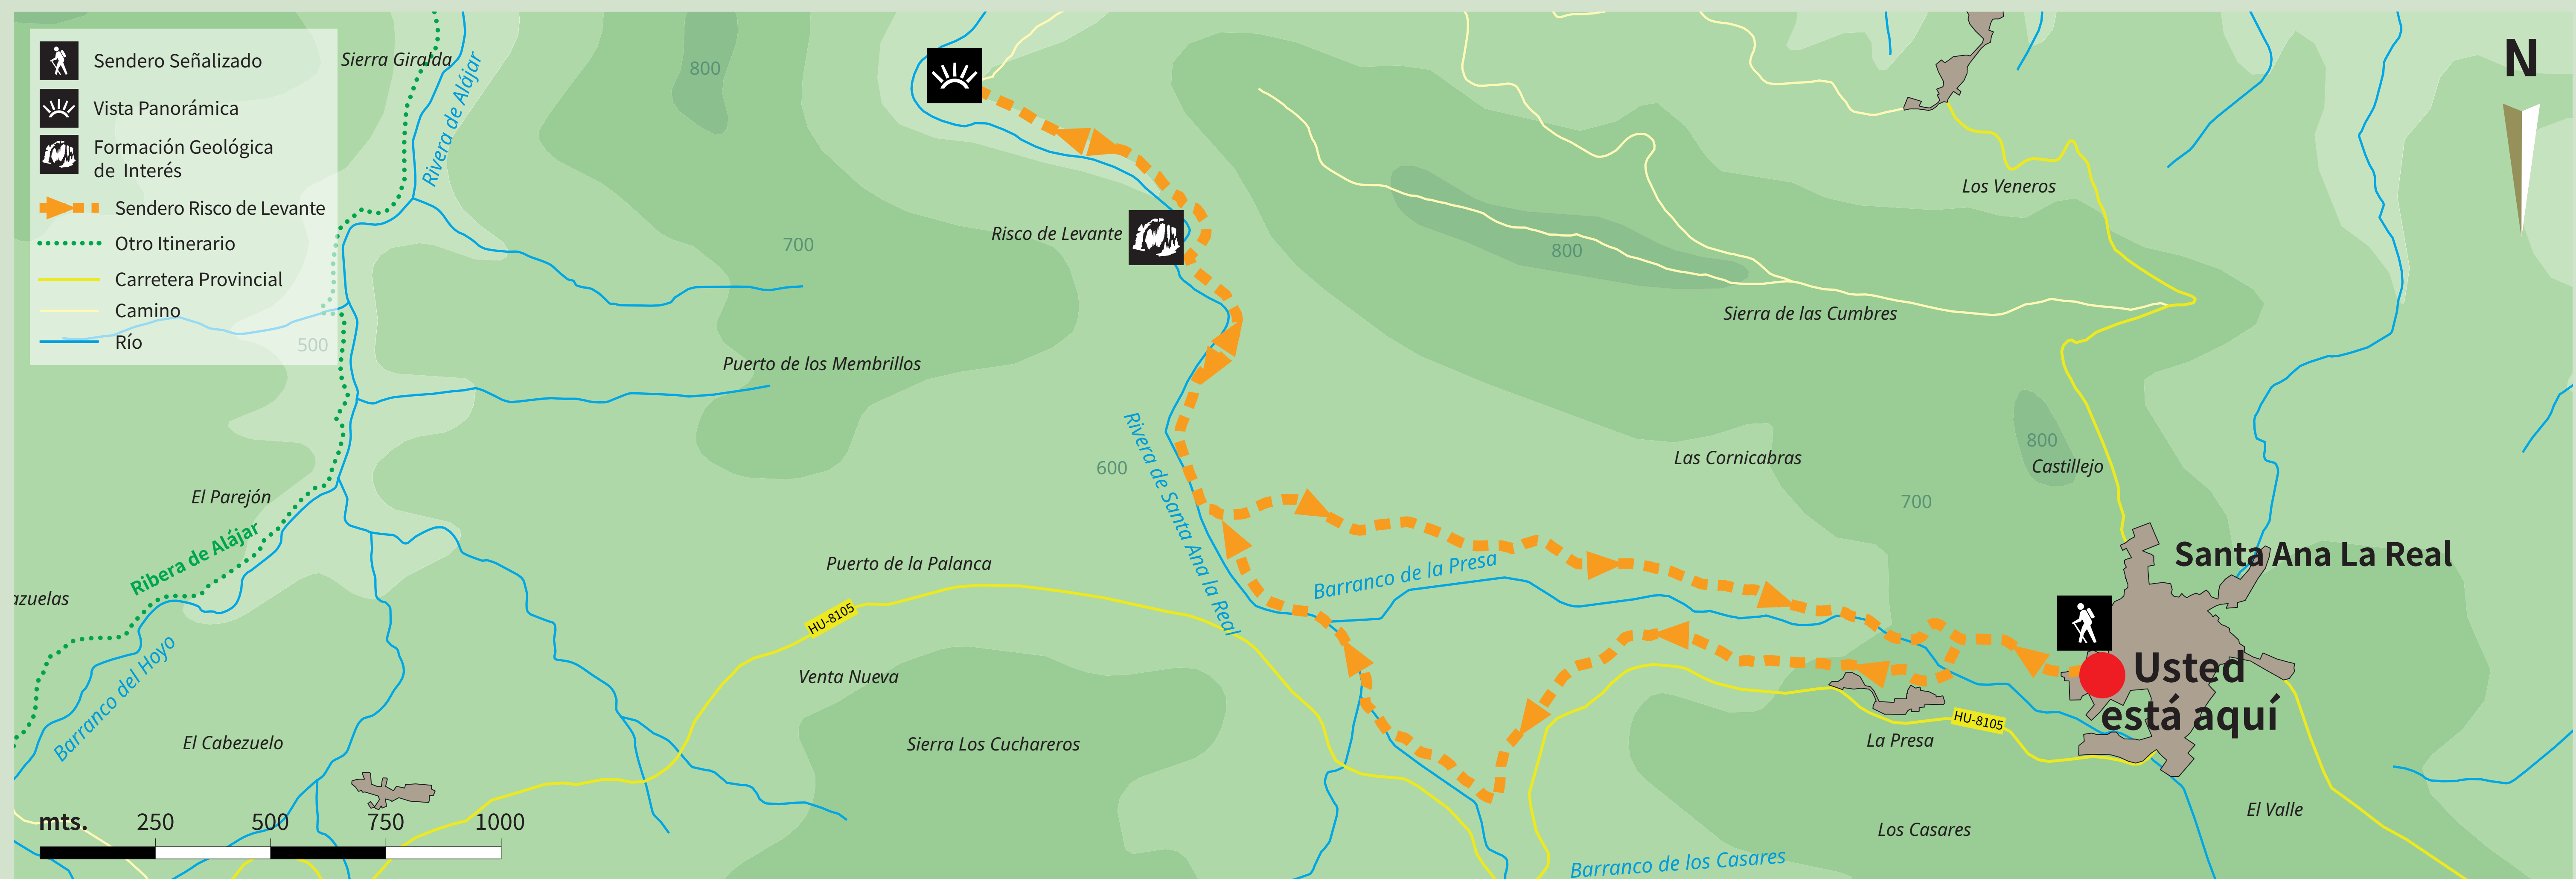 Sendero Señalizado
Vista Panorámica
Formación Geológica
de Interés
Sendero Risco de Levante
Otro Itinerario
Carretera Provincial
Camino
Río
500
Sierra Giralda
Rivera de Alájar
800
700
Risco de Levante
Puerto de los Membrillos
600
Rivera de Santa Ana la Real
800
Sierra de las Cumbres
Los Veneros
N
Las Cornicabras
800
Castillejo
700
El Parejón
Ribera de Alájar
azuelas
Barranco del Hoyo
El Cabezuelo
Puerto de la Palanca
HU-8105
Venta Nueva
Sierra Los Cuchareros
Barranco de la Presa
Santa Ana La Real
Usted
está aquí
HU-8105
La Presa
Los Casares
El Valle
Barranco de los Casares
mts. 250 500 750 1000